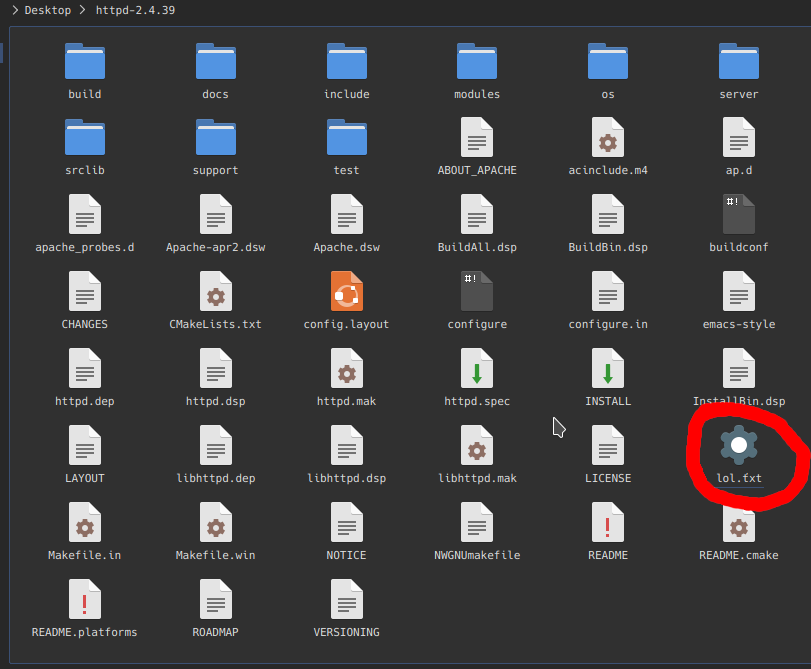 Desktop httpd-2.4.39
build docs include modules os server
srclib support test ABOUT_APACHE acinclude.m4 ap.d
#!
apache_probes.d Apache-apr2.dsw Apache.dsw BuildAll.dsp BuildBin.dsp buildconf
#!
CHANGES CMakeLists.txt config.layout configure configure.in emacs-style
httpd.dep httpd.dsp httpd.mak httpd.spec INSTALL InstallBin.dsp
LAYOUT libhttpd.dep libhttpd.dsp libhttpd.mak LICENSE lol.txt
Makefile.in Makefile.win NOTICE NWGNUmakefile README README.cmake
README.platforms ROADMAP VERSIONING